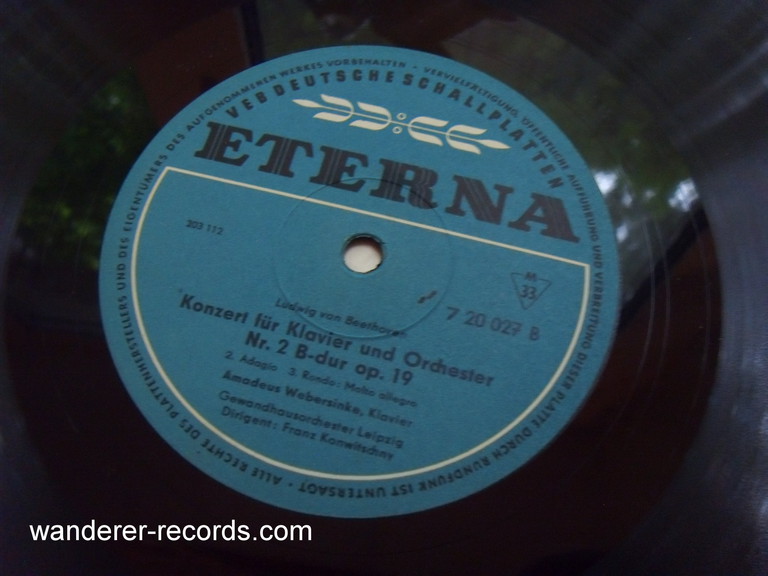 ALLE RECHTE DES PLATTENHERSTELLERS UND DES EIGENTÜMERS DES AUFGENOMMENEN WERKES VORBEHALTEN · VERVIELFÄLTIGUNG, ÖFFENTLICHE AUFFÜHRUNG UND VERBREITUNG DIESER PLATTE DURCH RUNDFUNK IST UNTERSAGT ·
VEB DEUTSCHE SCHALLPLATTEN
ETERNA
203 112
M
33
7 20 027 B
Ludwig van Beethoven
Konzert für Klavier und Orchester
Nr. 2 B-dur op. 19
2. Adagio 3. Rondo: Molto allegro
Amadeus Webersinke, Klavier
Gewandhausorchester Leipzig
Dirigent: Franz Konwitschny
wanderer-records.com